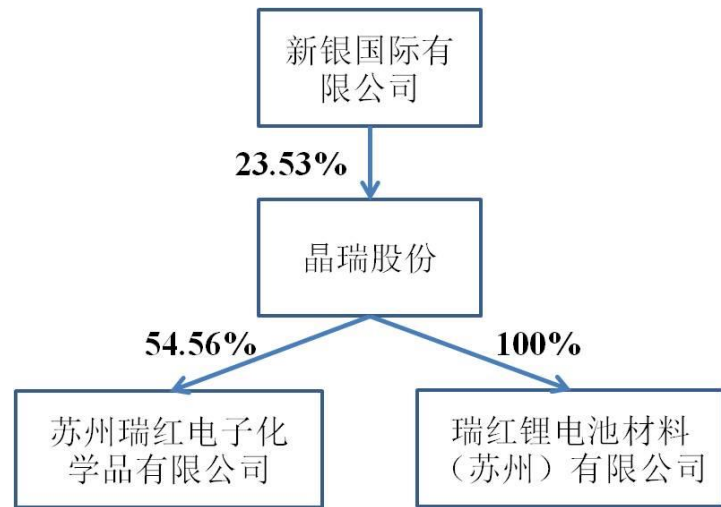 新银国际有
限公司
23.53%
晶瑞股份
54.56%
100%
苏州瑞红电子化
学品有限公司
瑞红锂电池材料
（苏州）有限公司